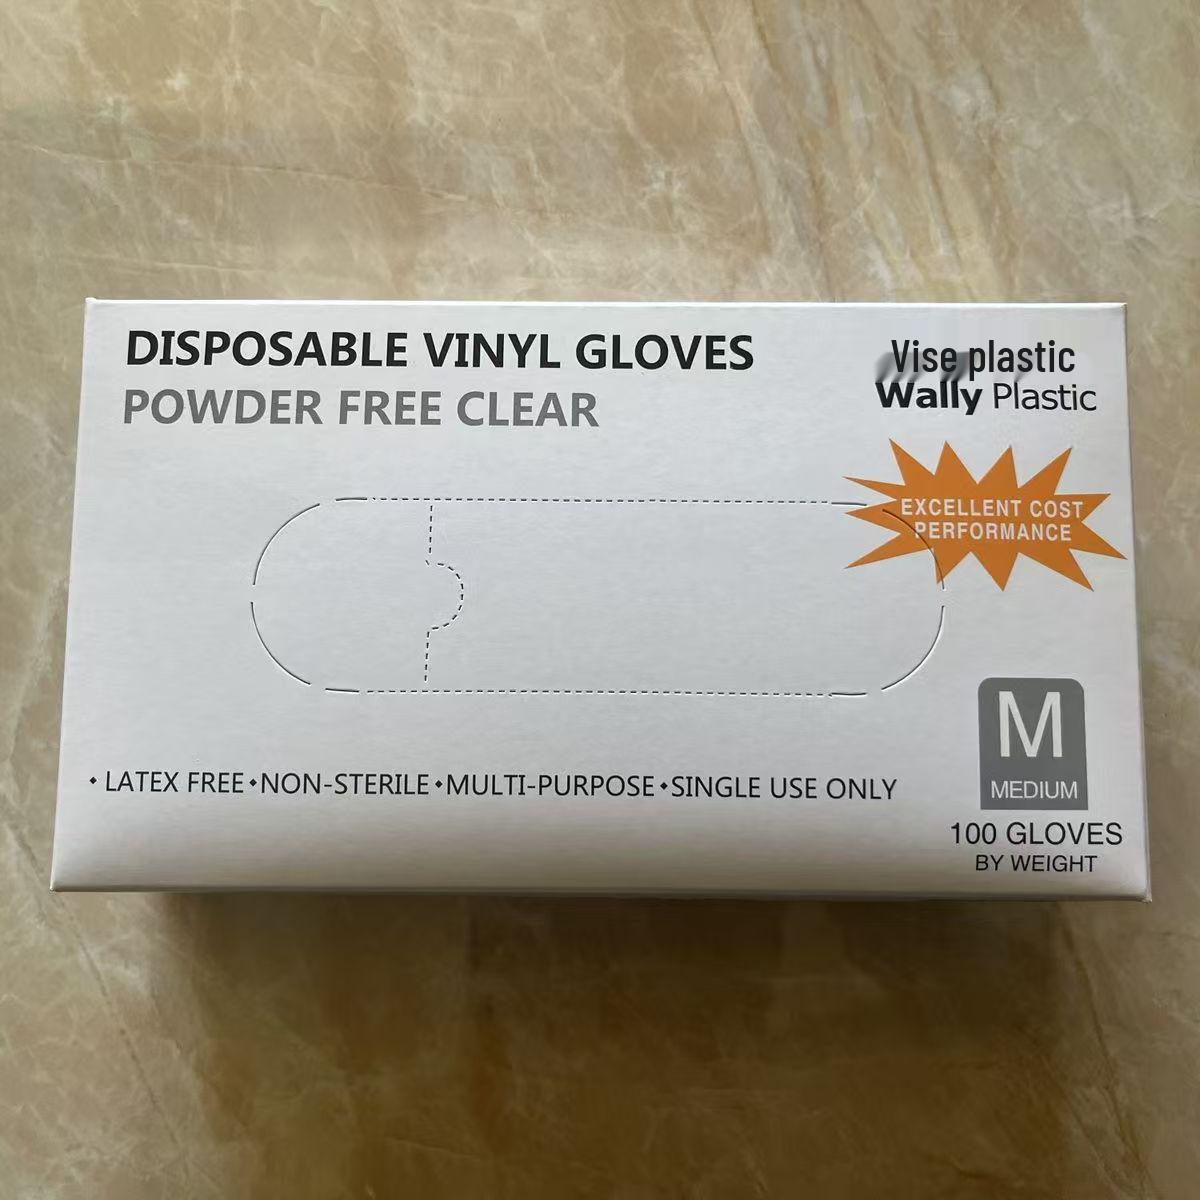 DISPOSABLE VINYL GLOVES
POWDER FREE CLEAR
Vise plastic
Wally Plastic
EXCELLENT COST
PERFORMANCE
• LATEX FREE • NON-STERILE • MULTI-PURPOSE • SINGLE USE ONLY
M
MEDIUM
100 GLOVES
BY WEIGHT